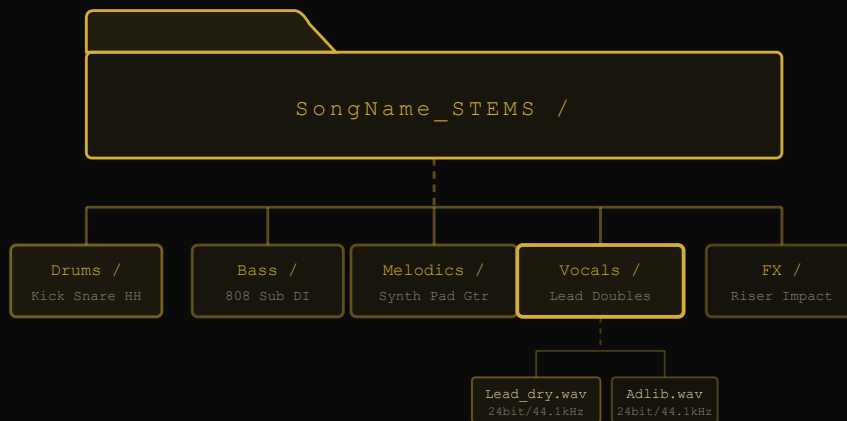 SongName_STEMS /
Drums /
Kick Snare HH
Bass /
808 Sub DI
Melodics /
Synth Pad Gtr
Vocals /
Lead Doubles
FX /
Riser Impact
Lead_dry.wav
24bit/44.1kHz
Adlib.wav
24bit/44.1kHz